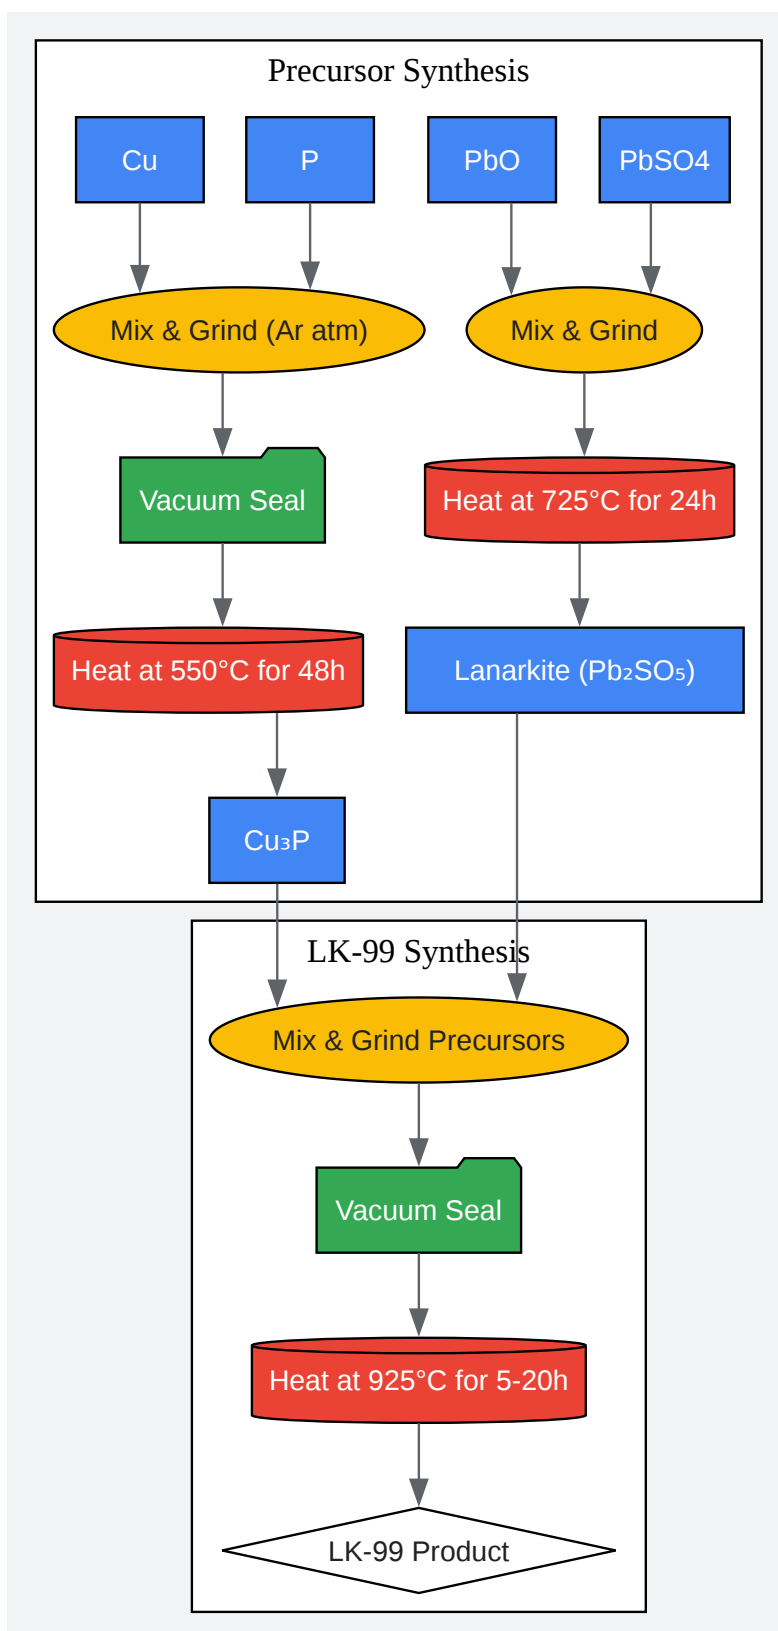 Precursor Synthesis
Cu
P
PbO
PbSO4
Mix & Grind (Ar atm)
Mix & Grind
Vacuum Seal
Heat at 725°C for 24h
Heat at 550°C for 48h
Lanarkite (Pb₂SO₅)
Cu₃P
LK-99 Synthesis
Mix & Grind Precursors
Vacuum Seal
Heat at 925°C for 5-20h
LK-99 Product